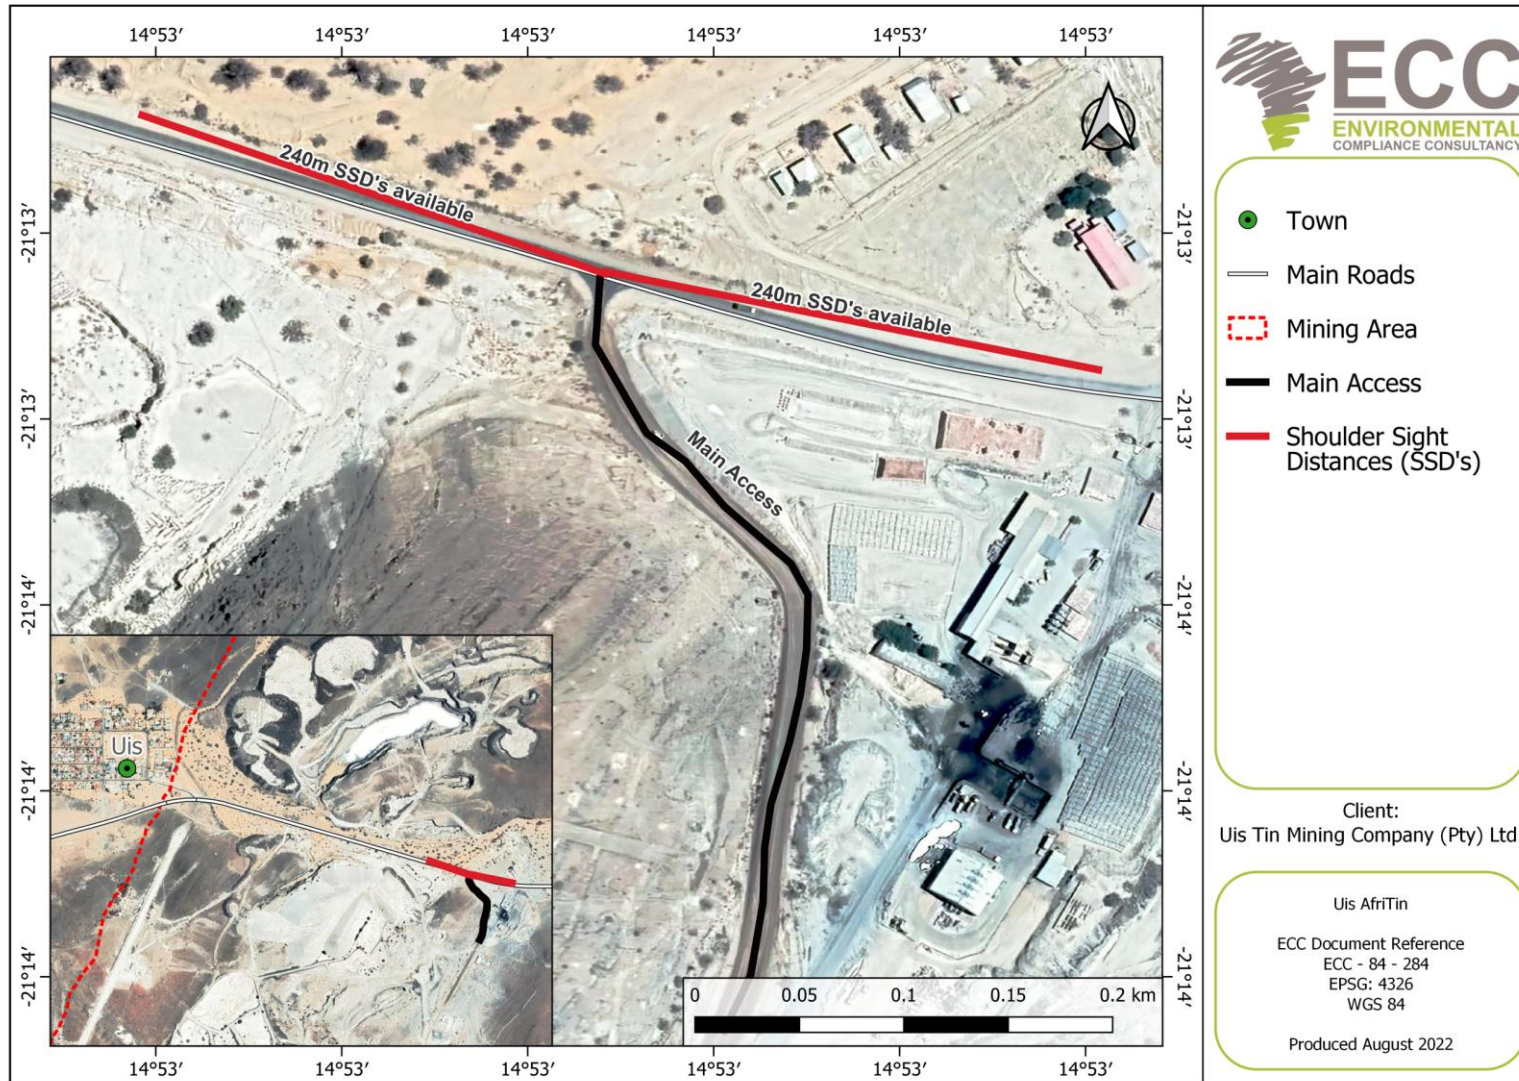 14°53' 14°53' 14°53' 14°53' 14°53' 14°53'
ECC
ENVIRONMENTAL
COMPLIANCE CONSULTANCY
240m SSD's available
240m SSD's available
Main Access
-21°13'
-21°13'
-21°14'
-21°14'
-21°14'
-21°13'
-21°13'
-21°14'
-21°14'
-21°14'
Uis
0 0.05 0.1 0.15 0.2 km
14°53' 14°53' 14°53' 14°53' 14°53' 14°53'
Town
Main Roads
Mining Area
Main Access
Shoulder Sight
Distances (SSD's)
Client:
Uis Tin Mining Company (Pty) Ltd
Uis AfriTin
ECC Document Reference
ECC - 84 - 284
EPSG: 4326
WGS 84
Produced August 2022